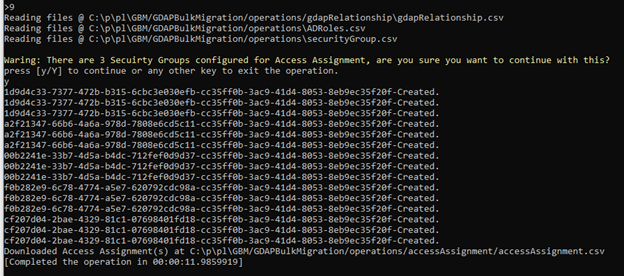 >9
Reading files @ C:\p\pl\GBM/GDAPBulkMigration/operations/gdapRelationship\gdapRelationship.csv
Reading files @ C:\p\pl\GBM/GDAPBulkMigration/operations\ADRoles.csv
Reading files @ C:\p\pl\GBM/GDAPBulkMigration/operations\securityGroup.csv
Waring: There are 3 Secuirty Groups configured for Access Assignment, are you sure you want to continue with this?
press [y/Y] to continue or any other key to exit the operation.
y
1d9d4c33-7377-472b-b315-6cbc3e030efb-cc35ff0b-3ac9-41d4-8053-8eb9ec35f20f-Created.
1d9d4c33-7377-472b-b315-6cbc3e030efb-cc35ff0b-3ac9-41d4-8053-8eb9ec35f20f-Created.
1d9d4c33-7377-472b-b315-6cbc3e030efb-cc35ff0b-3ac9-41d4-8053-8eb9ec35f20f-Created.
a2f21347-66b6-4a6a-978d-7808e6cd5c11-cc35ff0b-3ac9-41d4-8053-8eb9ec35f20f-Created.
a2f21347-66b6-4a6a-978d-7808e6cd5c11-cc35ff0b-3ac9-41d4-8053-8eb9ec35f20f-Created.
a2f21347-66b6-4a6a-978d-7808e6cd5c11-cc35ff0b-3ac9-41d4-8053-8eb9ec35f20f-Created.
00b2241e-33b7-4d5a-b4dc-712fef0d9d37-cc35ff0b-3ac9-41d4-8053-8eb9ec35f20f-Created.
00b2241e-33b7-4d5a-b4dc-712fef0d9d37-cc35ff0b-3ac9-41d4-8053-8eb9ec35f20f-Created.
00b2241e-33b7-4d5a-b4dc-712fef0d9d37-cc35ff0b-3ac9-41d4-8053-8eb9ec35f20f-Created.
f0b282e9-6c78-4774-a5e7-620792cdc98a-cc35ff0b-3ac9-41d4-8053-8eb9ec35f20f-Created.
f0b282e9-6c78-4774-a5e7-620792cdc98a-cc35ff0b-3ac9-41d4-8053-8eb9ec35f20f-Created.
f0b282e9-6c78-4774-a5e7-620792cdc98a-cc35ff0b-3ac9-41d4-8053-8eb9ec35f20f-Created.
cf207d04-2bae-4329-81c1-07698401fd18-cc35ff0b-3ac9-41d4-8053-8eb9ec35f20f-Created.
cf207d04-2bae-4329-81c1-07698401fd18-cc35ff0b-3ac9-41d4-8053-8eb9ec35f20f-Created.
cf207d04-2bae-4329-81c1-07698401fd18-cc35ff0b-3ac9-41d4-8053-8eb9ec35f20f-Created.
Downloaded Access Assignment(s) at C:\p\pl\GBM/GDAPBulkMigration/operations/accessAssignment/accessAssignment.csv
[Completed the operation in 00:00:11.9859919]